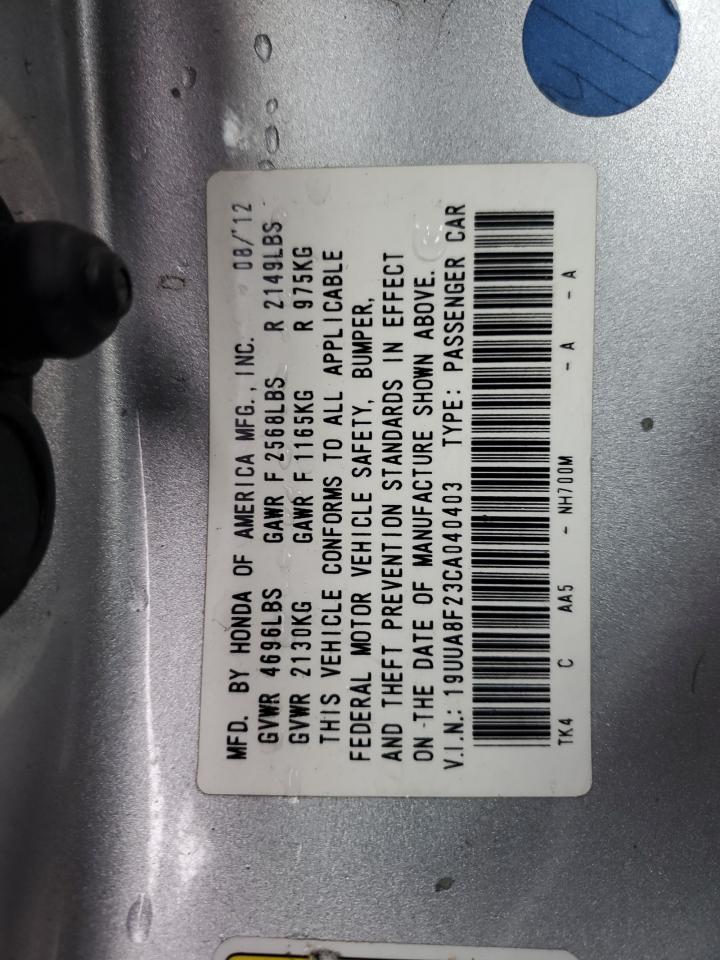 MFD. BY HONDA OF AMERICA MFG., INC. 08/'12
GVWR 4696LBS GAWR F 2568LBS R 2149LBS
GVWR 2130KG GAWR F 1165KG R 975KG
THIS VEHICLE CONFORMS TO ALL APPLICABLE
FEDERAL MOTOR VEHICLE SAFETY, BUMPER,
AND THEFT PREVENTION STANDARDS IN EFFECT
ON THE DATE OF MANUFACTURE SHOWN ABOVE.
V.I.N.: 19UUA8F23CA040403 TYPE: PASSENGER CAR
TK4 C AA5 - NH700M - A - A